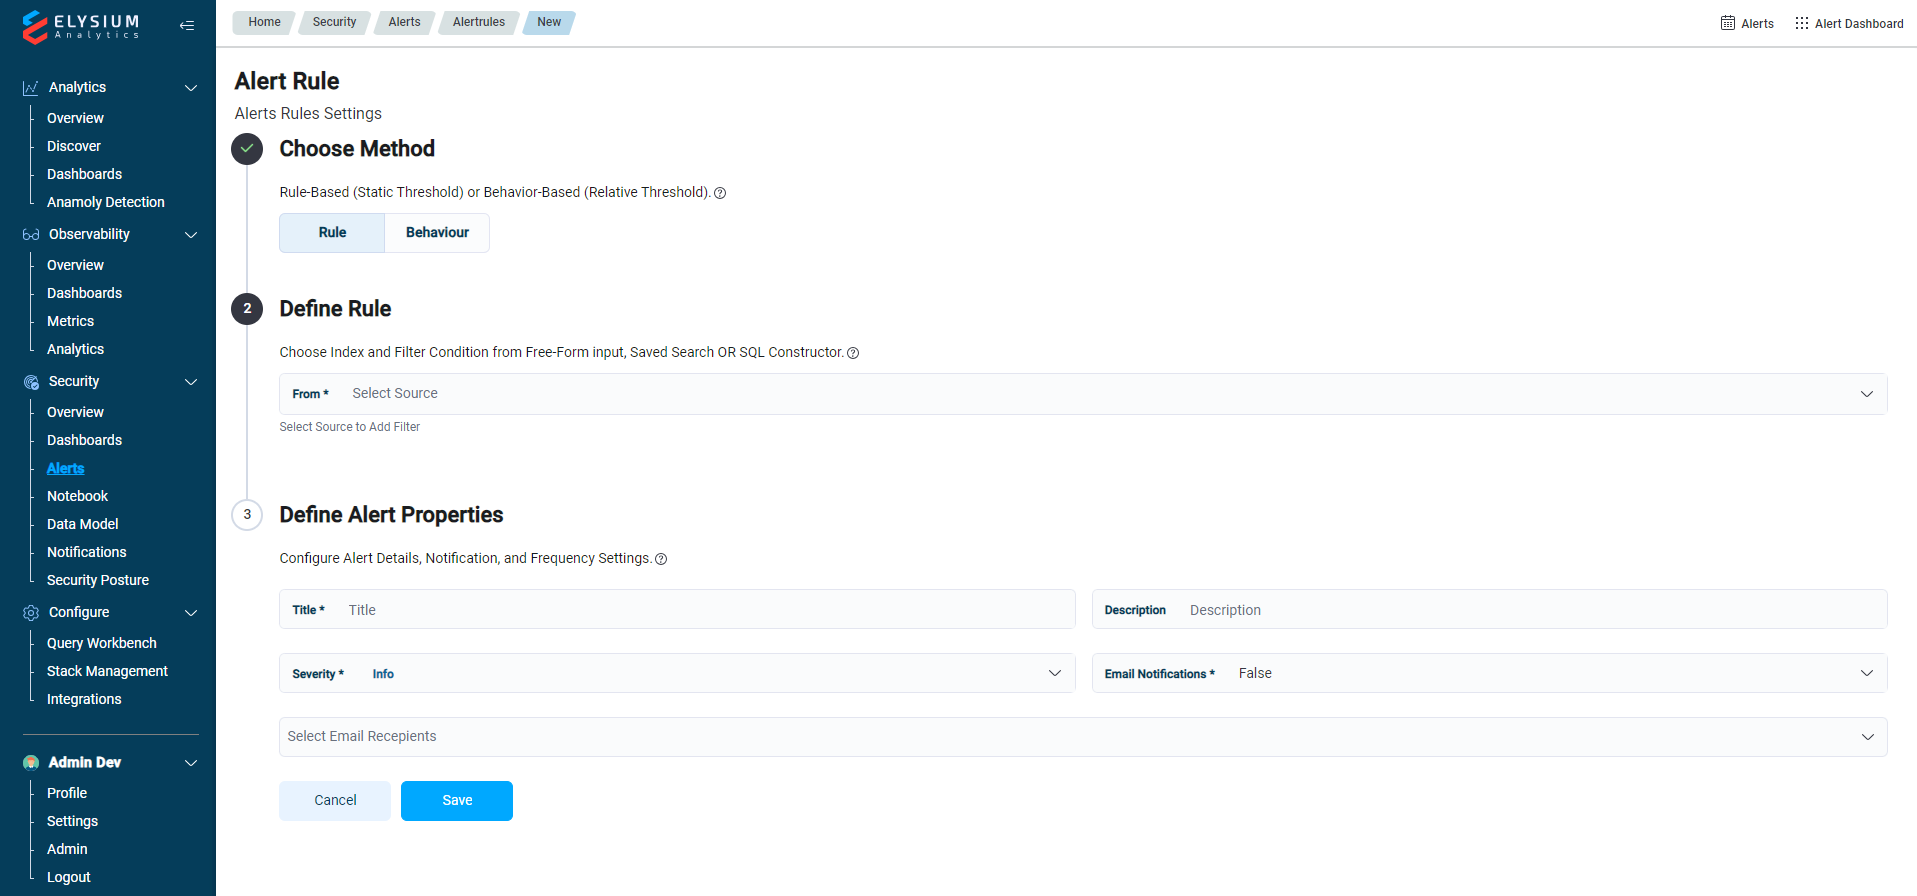 ELYSIUM
Analytics
Home
Security
Alerts
Alertrules
New
Alerts
Alert Dashboard
Analytics
Overview
Discover
Dashboards
Anamoly Detection
Observability
Overview
Dashboards
Metrics
Analytics
Security
Overview
Dashboards
Alerts
Notebook
Data Model
Notifications
Security Posture
Configure
Query Workbench
Stack Management
Integrations
Admin Dev
Profile
Settings
Admin
Logout
Alert Rule
Alerts Rules Settings
Choose Method
Rule-Based (Static Threshold) or Behavior-Based (Relative Threshold).
Rule
Behaviour
2
Define Rule
Choose Index and Filter Condition from Free-Form input, Saved Search OR SQL Constructor.
From * Select Source
Select Source to Add Filter
3
Define Alert Properties
Configure Alert Details, Notification, and Frequency Settings.
Title * Title
Description Description
Severity * Info
Email Notifications * False
Select Email Recepients
Cancel
Save